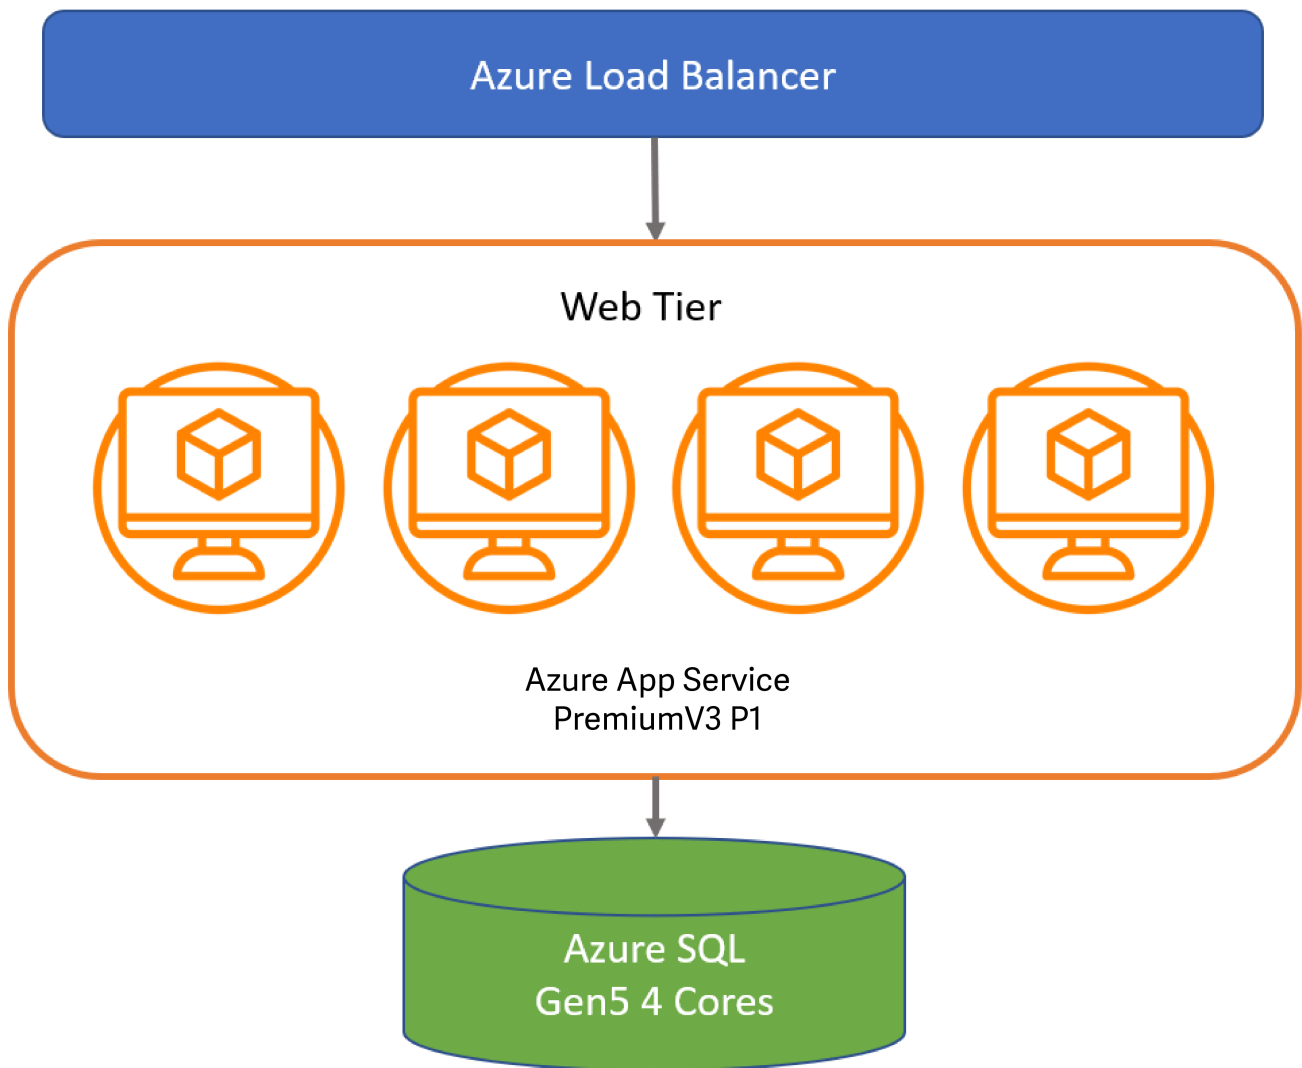 Azure Load Balancer
Web Tier
Azure App Service
PremiumV3 P1
Azure SQL
Gen5 4 Cores